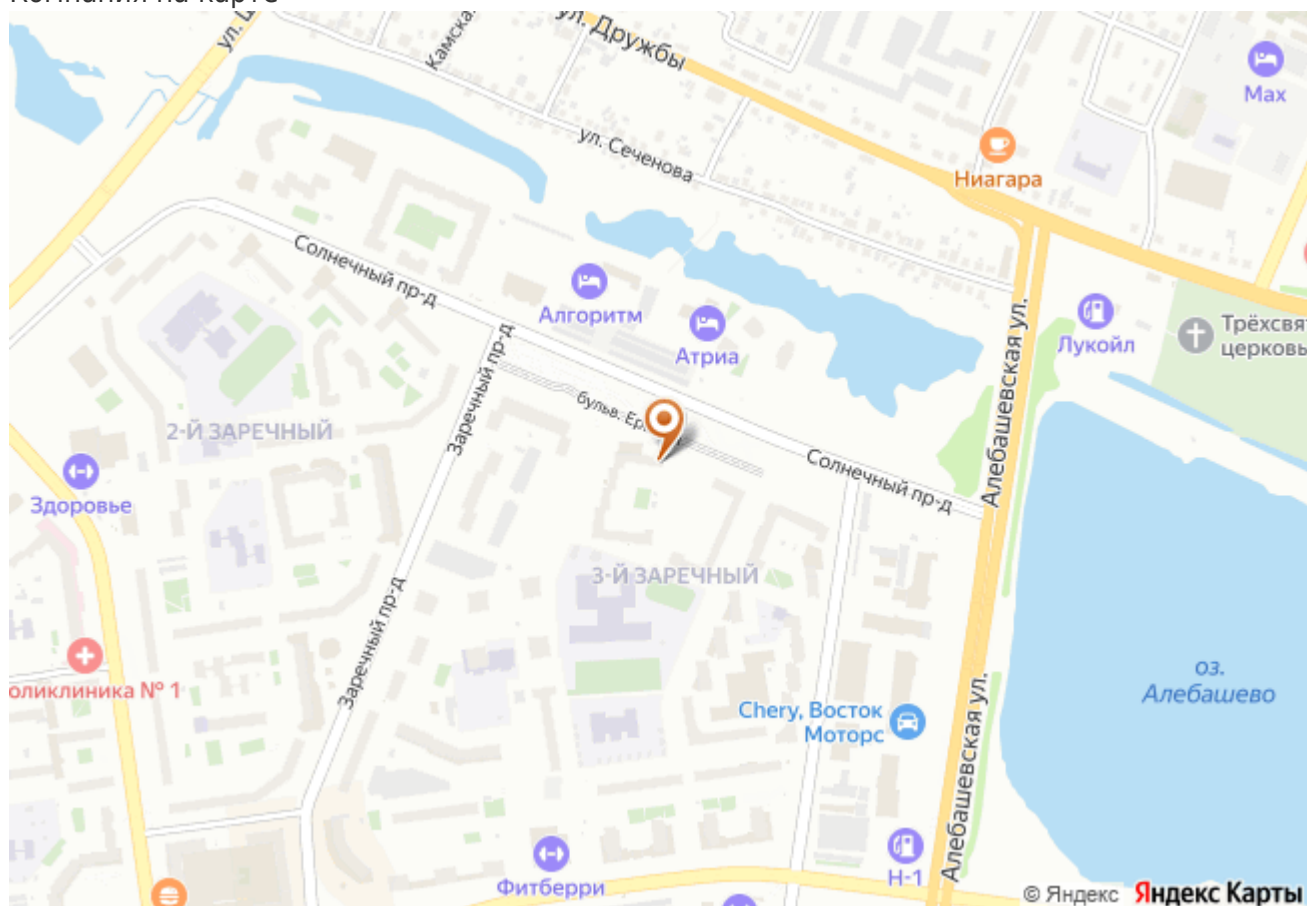 ул. Дружбы
Камска
Max
ул. Сеченова
Ниагара
Солнечный пр-д
Алгоритм
Атриа
Алебашевская ул.
Лукойл
Трёхсвя
церковь
Заречный пр-д
бульв.
2-Й ЗАРЕЧНЫЙ
Здоровье
Солнечный пр-д
3-Й ЗАРЕЧНЫЙ
Заречный пр-д
оликлиника № 1
оз.
Алебашево
Chery, Восток
Моторс
Алебашевская ул.
Н-1
Фитберри
© Яндекс Яндекс Карты